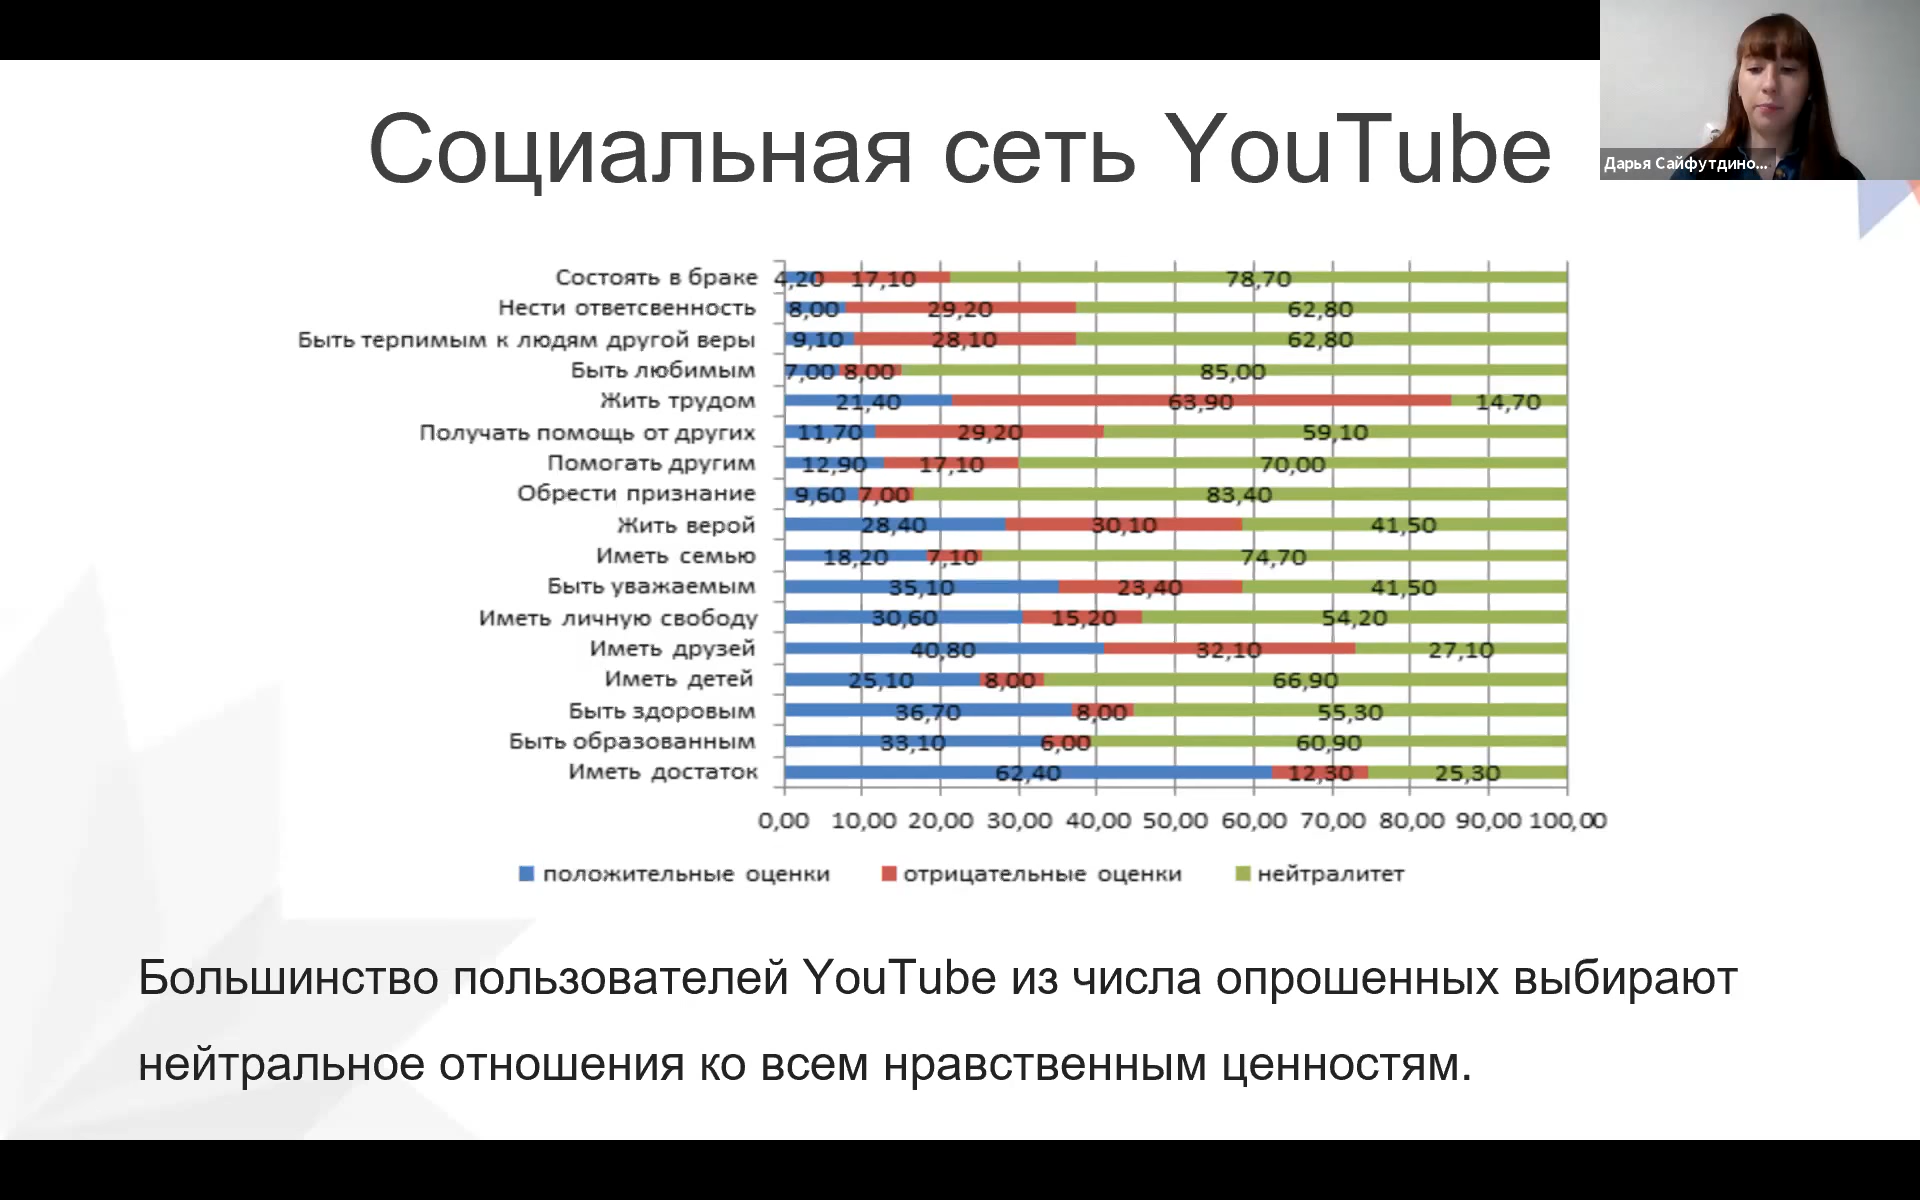 Социальная сеть YouTube
Дарья Сайфутдино...
Состоять в браке 4,20 17,10 78,70
Нести ответсвенность 8,00 29,20 62,80
Быть терпимым к людям другой веры 9,10 28,10 62,80
Быть любимым 7,00 8,00 85,00
Жить трудом 21,40 63,90 14,70
Получать помощь от других 11,70 29,20 59,10
Помогать другим 12,90 17,10 70,00
Обрести признание 9,60 7,00 83,40
Жить верой 28,40 30,10 41,50
Иметь семью 18,20 7,10 74,70
Быть уважаемым 35,10 23,40 41,50
Иметь личную свободу 30,60 15,20 54,20
Иметь друзей 40,80 32,10 27,10
Иметь детей 25,10 8,00 66,90
Быть здоровым 36,70 8,00 55,30
Быть образованным 33,10 6,00 60,90
Иметь достаток 62,40 12,30 25,30
0,00 10,00 20,00 30,00 40,00 50,00 60,00 70,00 80,00 90,00 100,00
положительные оценки отрицательные оценки нейтралитет
Большинство пользователей YouTube из числа опрошенных выбирают
нейтральное отношения ко всем нравственным ценностям.